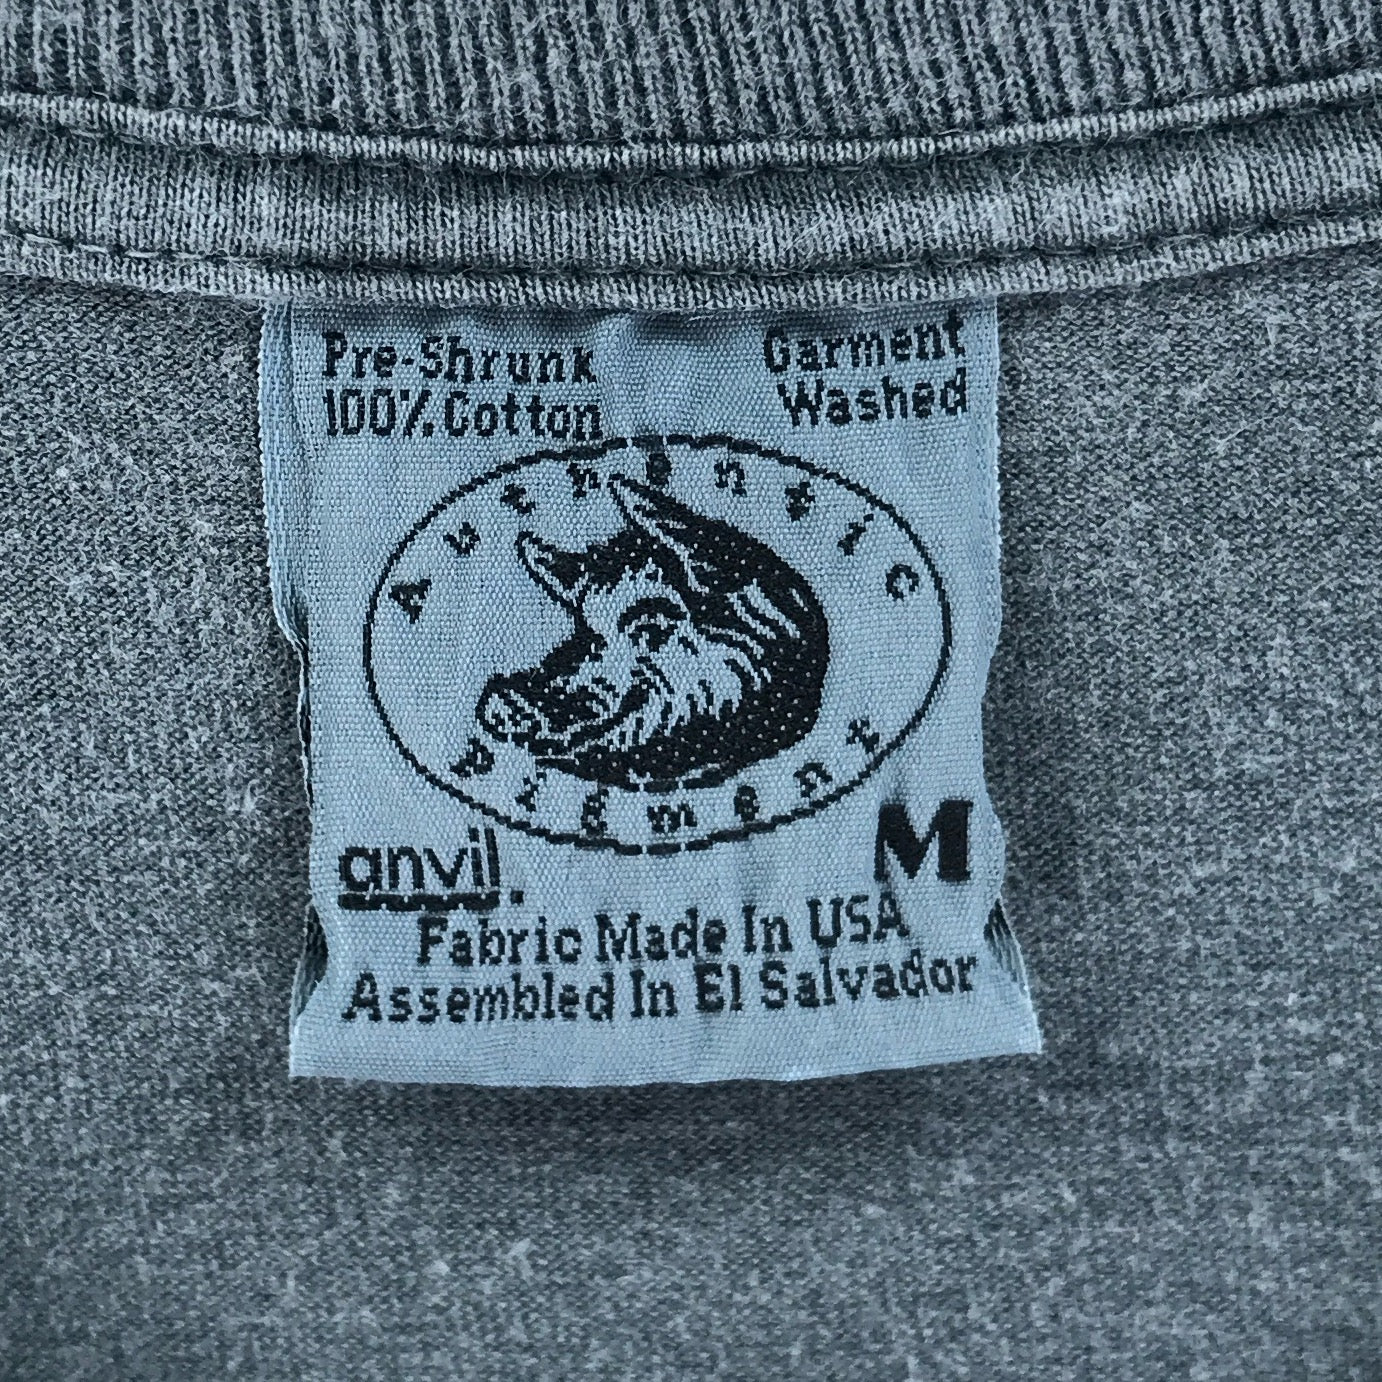 Pre-Shrunk
100% Cotton
Garment
Washed
Authentic
Pigment
anvil.
M
Fabric Made In USA
Assembled In El Salvador